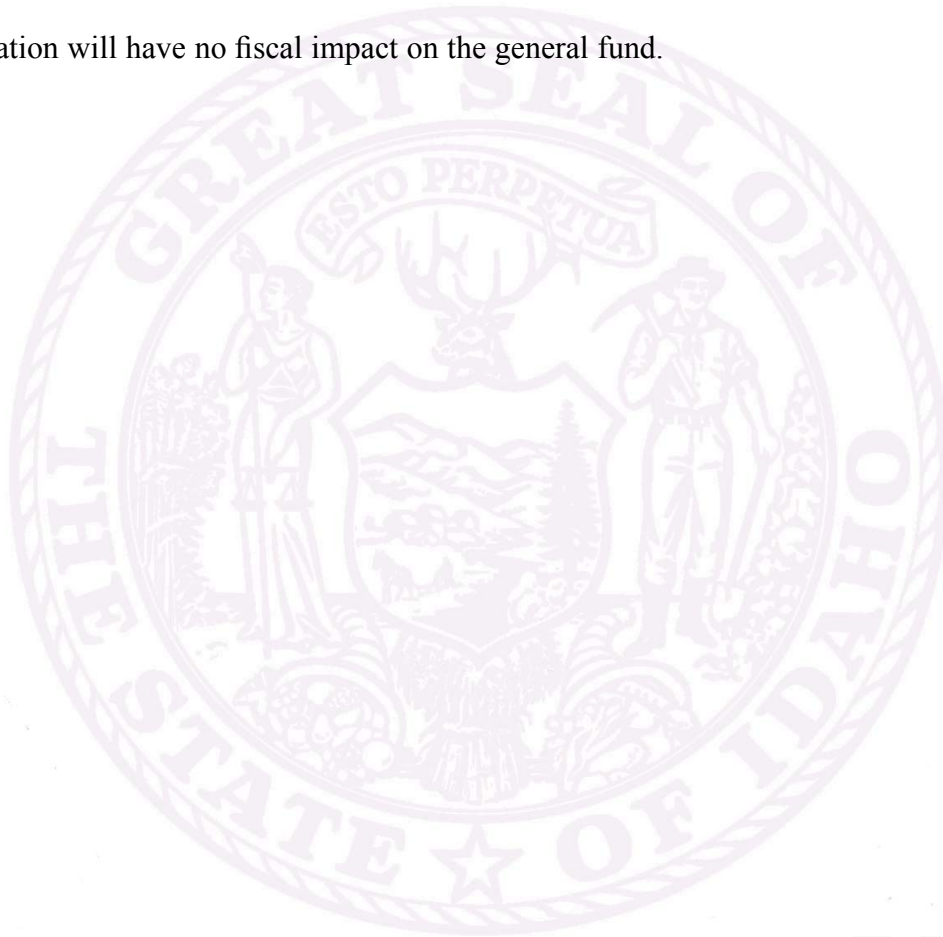 ation will have no fiscal impact on the general fund.
GREAT SEAL OF
ESTO PERPETUA
THE STATE OF IDAHO